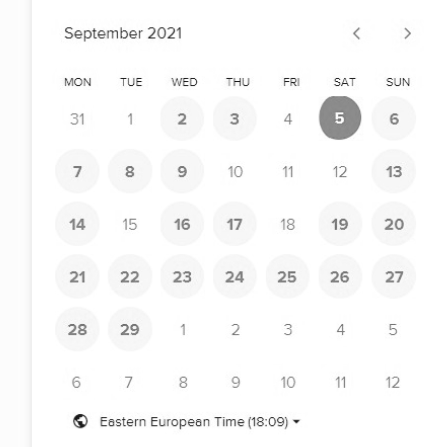 September 2021
MON TUE WED THU FRI SAT SUN
31 1 2 3 4 5 6
7 8 9 10 11 12 13
14 15 16 17 18 19 20
21 22 23 24 25 26 27
28 29 1 2 3 4 5
6 7 8 9 10 11 12
Eastern European Time (18:09)